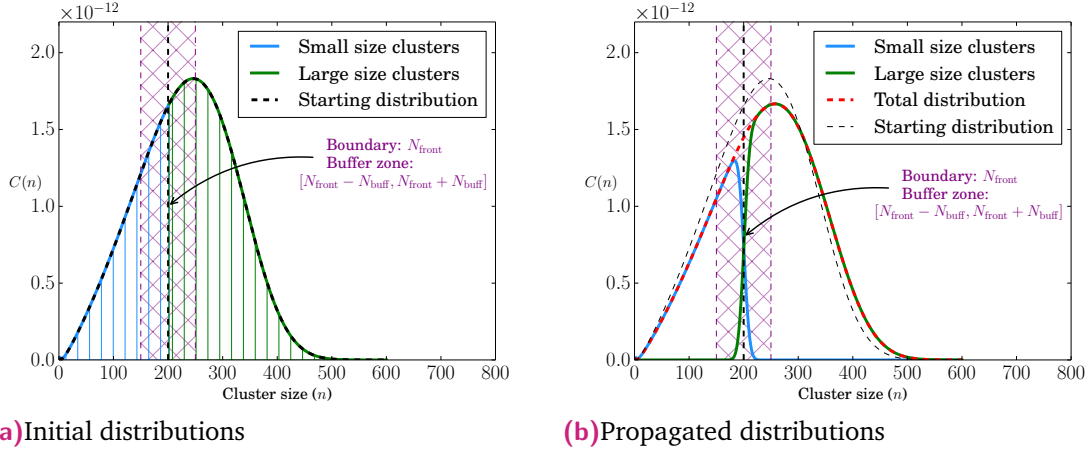 ×10⁻¹²
2.0
1.5
1.0
0.5
0.0
C(n)
0 100 200 300 400 500 600 700 800
Cluster size (n)
Small size clusters
Large size clusters
Starting distribution
Boundary: N_front
Buffer zone:
[N_front − N_buff, N_front + N_buff]
a)Initial distributions
×10⁻¹²
2.0
1.5
1.0
0.5
0.0
C(n)
0 100 200 300 400 500 600 700 800
Cluster size (n)
Small size clusters
Large size clusters
Total distribution
Starting distribution
Boundary: N_front
Buffer zone:
[N_front − N_buff, N_front + N_buff]
(b)Propagated distributions